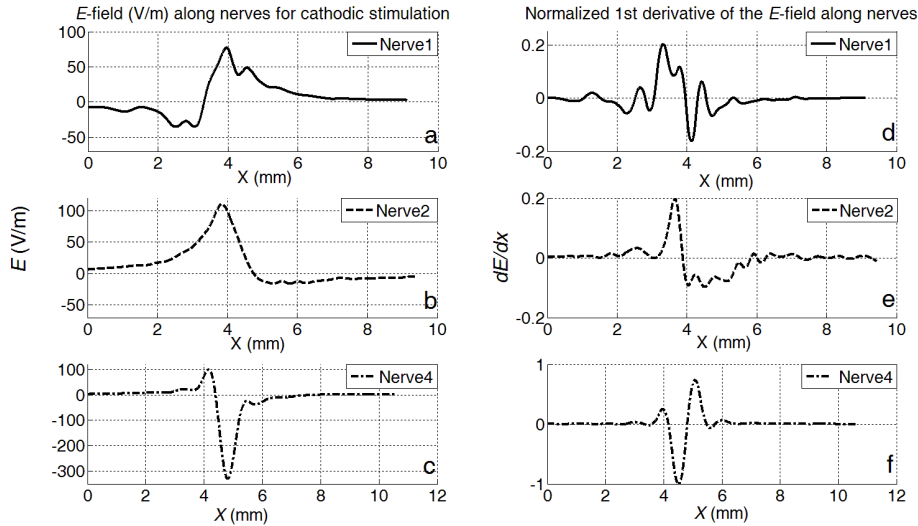 E-field (V/m) along nerves for cathodic stimulation
100
50
0
-50
Nerve1
a
0 2 4 6 8 10
X (mm)
E (V/m)
100
50
0
-50
Nerve2
b
0 2 4 6 8 10
X (mm)
100
0
-100
-200
-300
Nerve4
c
0 2 4 6 8 10 12
X (mm)
Normalized 1st derivative of the E-field along nerves
0.2
0
-0.2
Nerve1
d
0 2 4 6 8 10
X (mm)
dE/dx
0.2
0
-0.2
Nerve2
e
0 2 4 6 8 10
X (mm)
1
0
-1
Nerve4
f
0 2 4 6 8 10 12
X (mm)